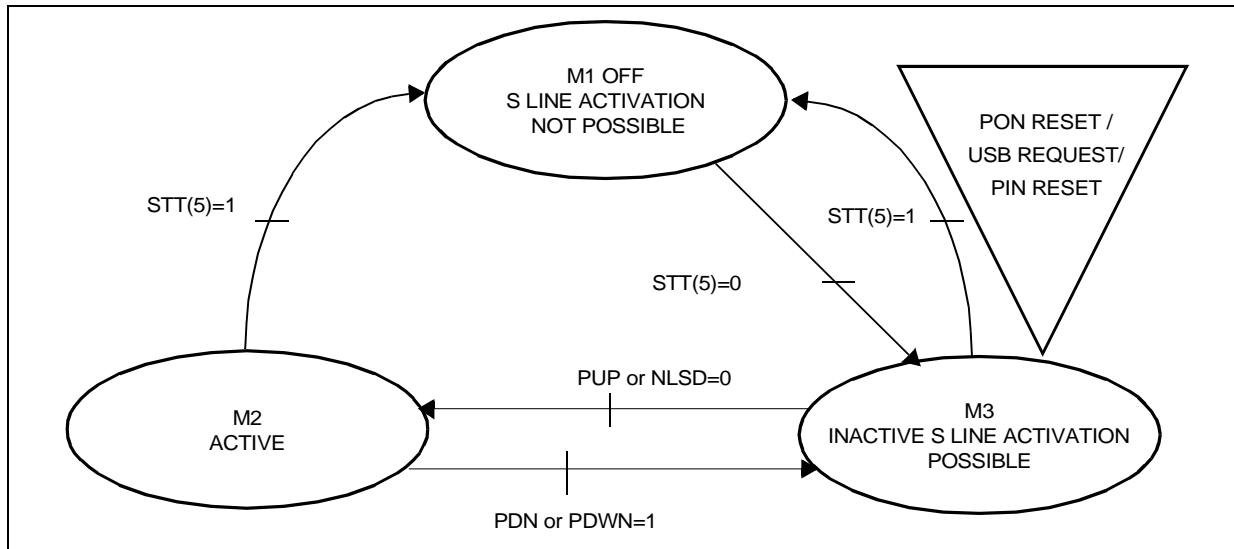 M1 OFF
S LINE ACTIVATION
NOT POSSIBLE
PON RESET /
USB REQUEST/
PIN RESET
STT(5)=1
STT(5)=1
STT(5)=0
PUP or NLSD=0
M2
ACTIVE
M3
INACTIVE S LINE ACTIVATION
POSSIBLE
PDN or PDWN=1